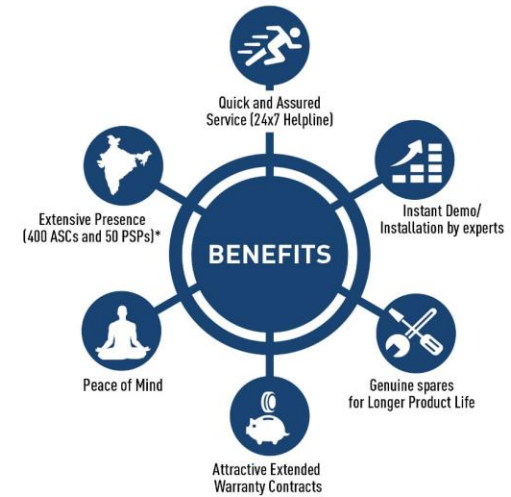 Quick and Assured
Service (24x7 Helpline)
Instant Demo/
Installation by experts
Extensive Presence
(400 ASCs and 50 PSPs)*
BENEFITS
Peace of Mind
Genuine spares
for Longer Product Life
Attractive Extended
Warranty Contracts